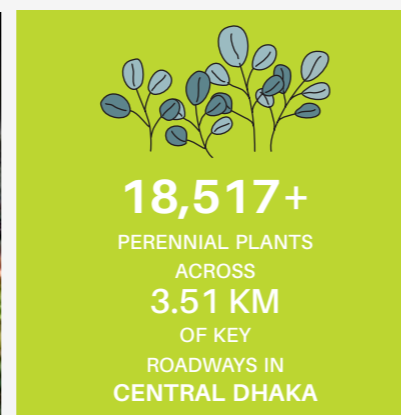 18,517+
PERENNIAL PLANTS
ACROSS
3.51 KM
OF KEY
ROADWAYS IN
CENTRAL DHAKA